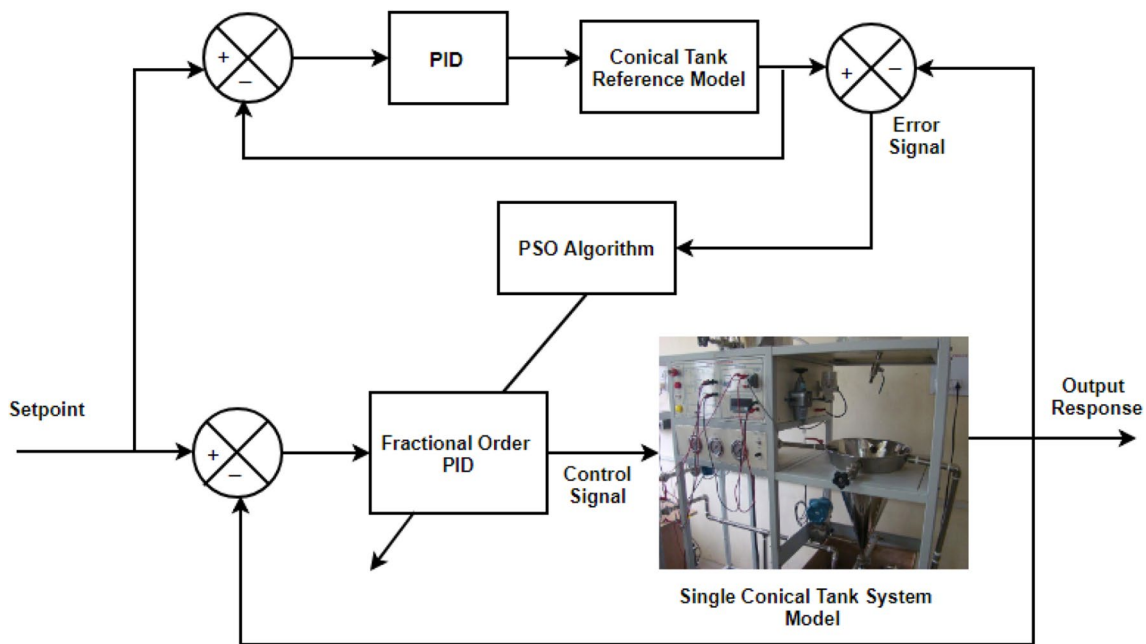 +
−
PID
Conical Tank
Reference Model
+
−
Error
Signal
PSO Algorithm
Setpoint
+
−
Fractional Order
PID
Control
Signal
Output
Response
Single Conical Tank System
Model